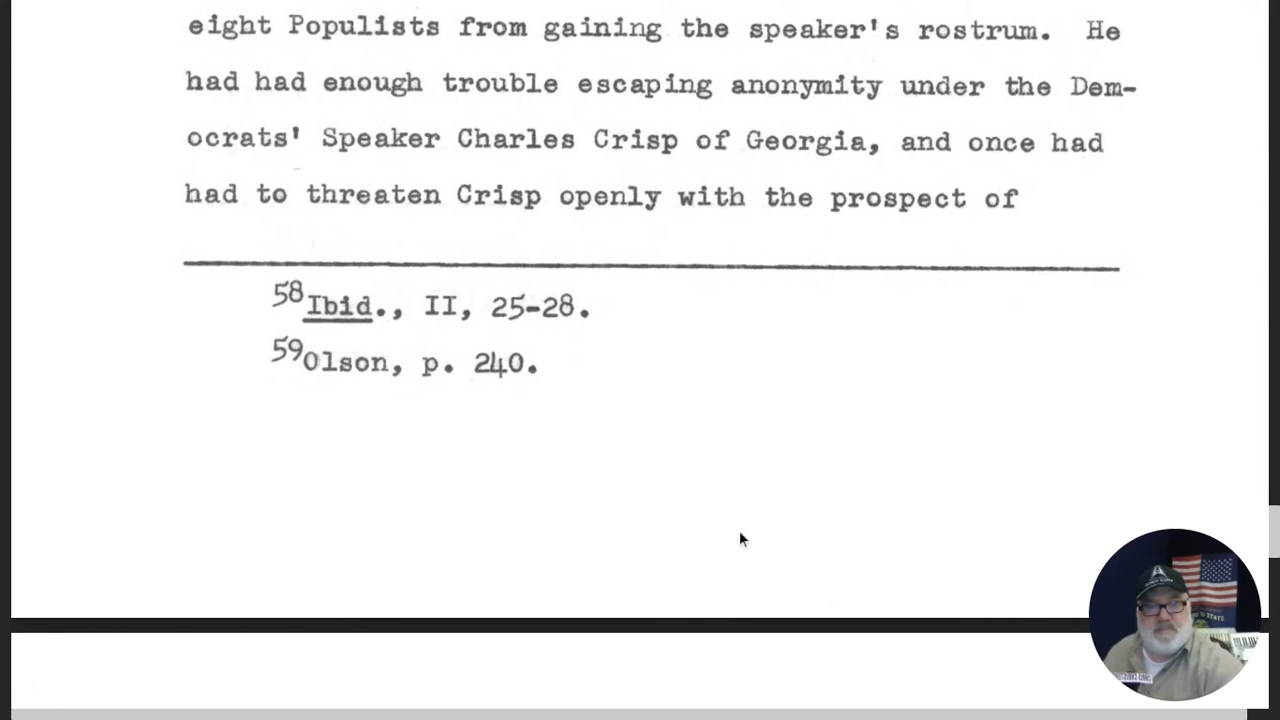 eight Populists from gaining the speaker's rostrum. He
had had enough trouble escaping anonymity under the Dem-
ocrats' Speaker Charles Crisp of Georgia, and once had
had to threaten Crisp openly with the prospect of
58Ibid., II, 25-28.
59Olson, p. 240.